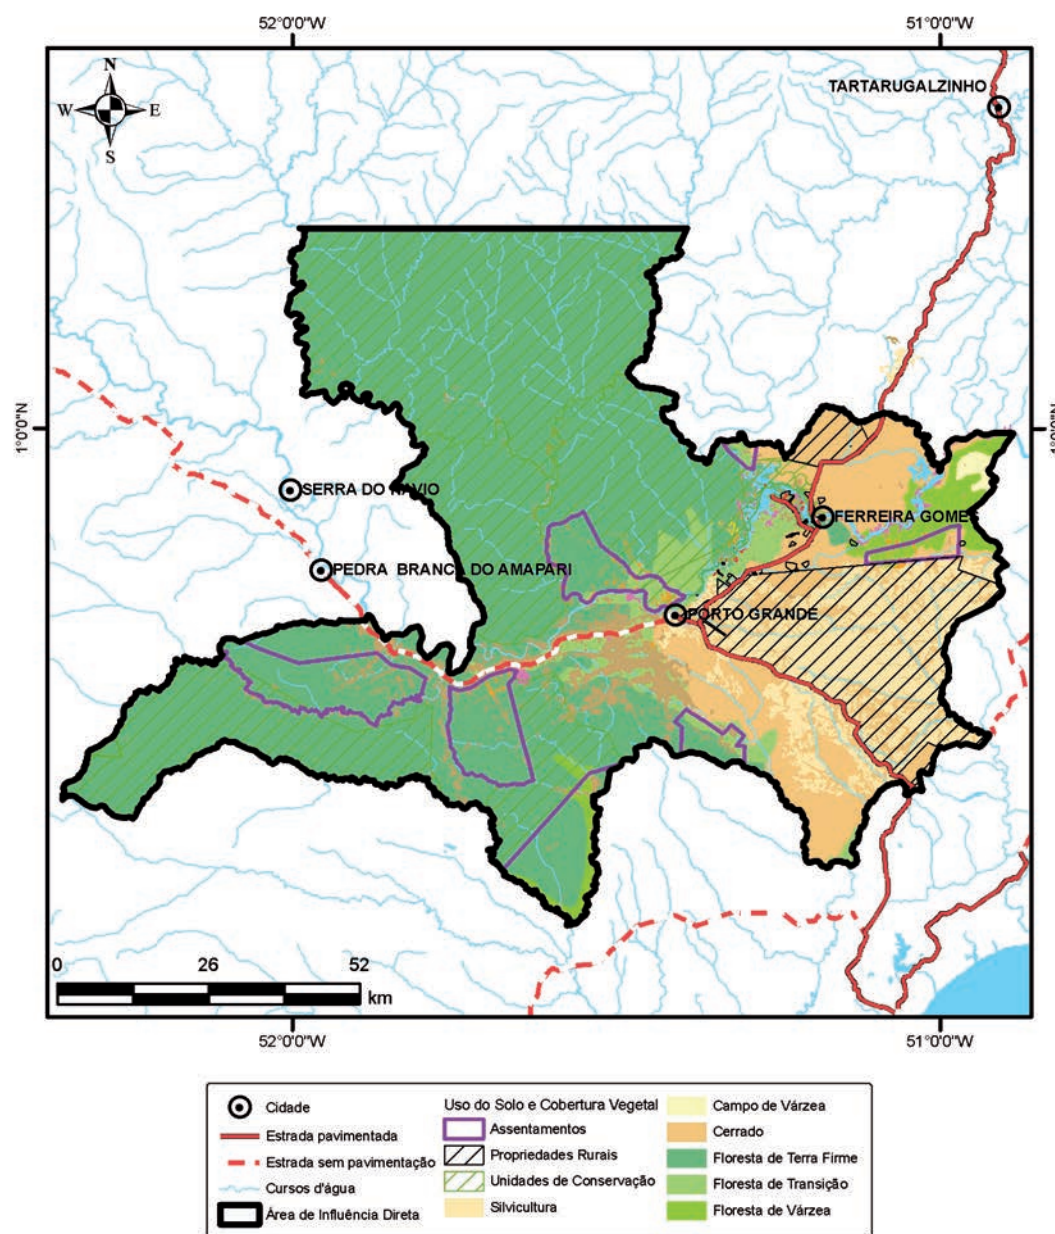 52°0'0"W
51°0'0"W
N
W
E
S
TARTARUGALZINHO
1°0'0"N
1°0'0"N
SERRA DO NAVIO
FERREIRA GOMES
PEDRA BRANCA DO AMAPARI
PORTO GRANDE
0
26
52
km
52°0'0"W
51°0'0"W
Cidade
Estrada pavimentada
Estrada sem pavimentação
Cursos d'água
Área de Influência Direta
Uso do Solo e Cobertura Vegetal
Assentamentos
Propriedades Rurais
Unidades de Conservação
Silvicultura
Campo de Várzea
Cerrado
Floresta de Terra Firme
Floresta de Transição
Floresta de Várzea